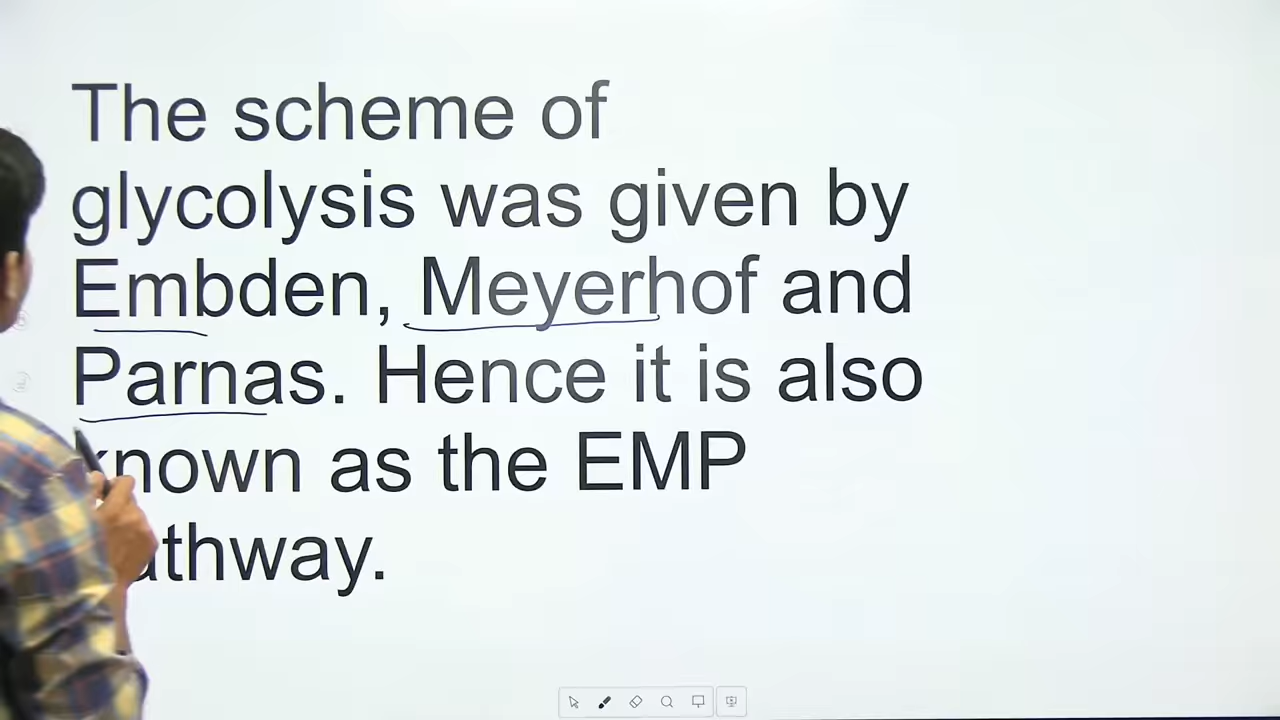 The scheme of
glycolysis was given by
Embden, Meyerhof and
Parnas. Hence it is also
known as the EMP
pathway.